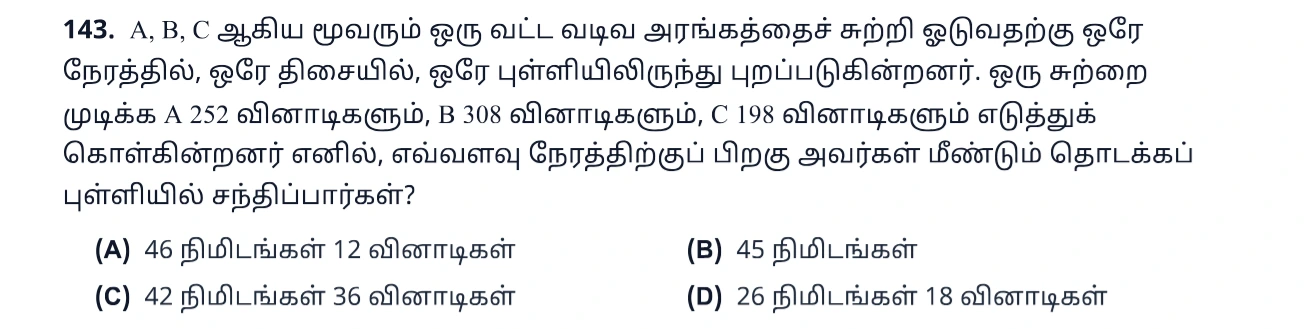 143. A, B, C ஆகிய மூவரும் ஒரு வட்ட வடிவ அரங்கத்தைச் சுற்றி ஓடுவதற்கு ஒரே
நேரத்தில், ஒரே திசையில், ஒரே புள்ளியிலிருந்து புறப்படுகின்றனர். ஒரு சுற்றை
முடிக்க A 252 வினாடிகளும், B 308 வினாடிகளும், C 198 வினாடிகளும் எடுத்துக்
கொள்கின்றனர் எனில், எவ்வளவு நேரத்திற்குப் பிறகு அவர்கள் மீண்டும் தொடக்கப்
புள்ளியில் சந்திப்பார்கள்?
(A) 46 நிமிடங்கள் 12 வினாடிகள் (B) 45 நிமிடங்கள்
(C) 42 நிமிடங்கள் 36 வினாடிகள் (D) 26 நிமிடங்கள் 18 வினாடிகள்